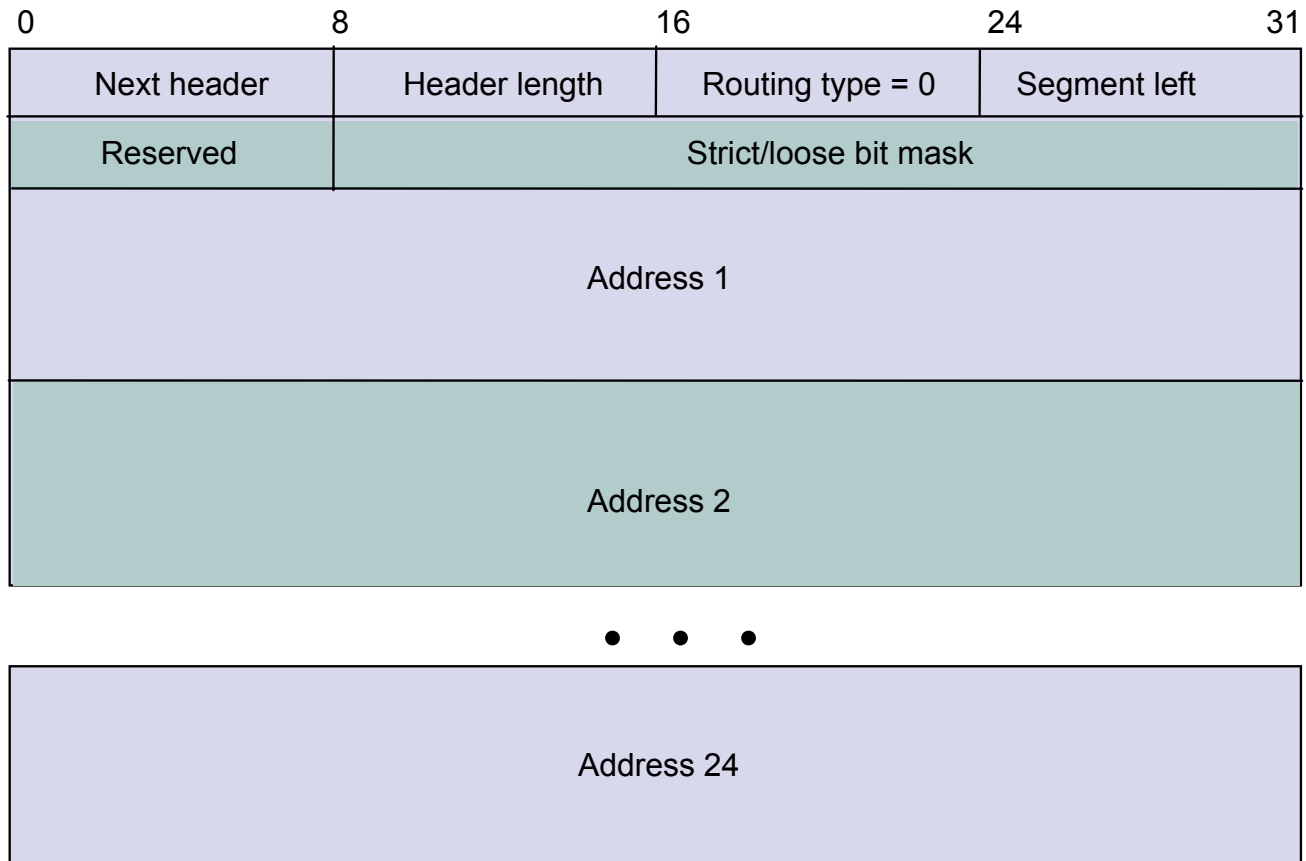 0 8 16 24 31
Next header Header length Routing type = 0 Segment left
Reserved Strict/loose bit mask
Address 1
Address 2
• • •
Address 24